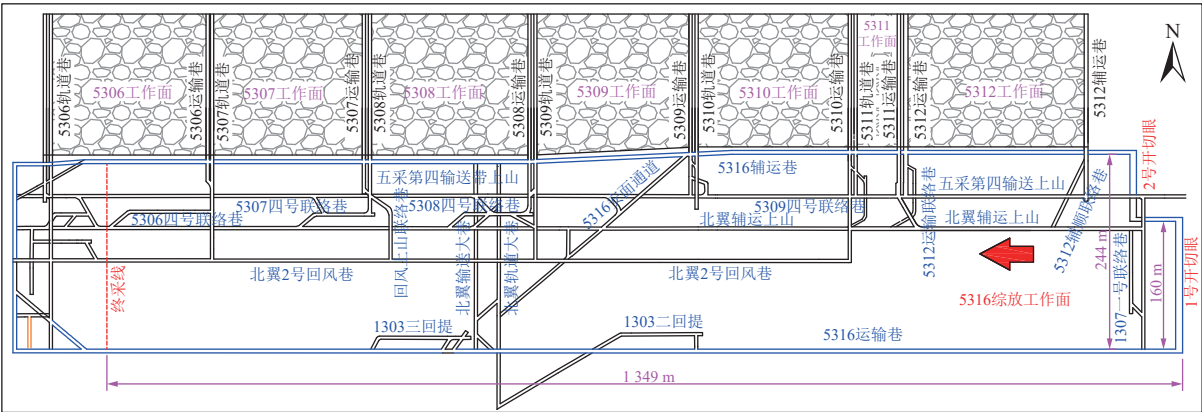 N
5311
工作面
5306工作面
5307工作面
5308工作面
5309工作面
5310工作面
5312工作面
5306轨道巷
5306运输巷
5307轨道巷
5307运输巷
5308轨道巷
5308运输巷
5309轨道巷
5309运输巷
5310轨道巷
5310运输巷
5311轨道巷
5311运输巷
5312运输巷
5312辅运巷
5316辅运巷
2号开切眼
五采第四输送带上山
五采第四输送上山
5306四号联络巷
5307四号联络巷
5308四号联络巷
5309四号联络巷
北翼辅运上山
北翼辅运上山
5312运输联络巷
5312辅顺联络巷
244 m
160 m
1号开切眼
1307一号联络巷
北翼2号回风巷
北翼2号回风巷
回风上山联络巷
北翼输送大巷
北翼轨道大巷
终采线
5316综放工作面
1303三回提
1303二回提
5316运输巷
1 349 m